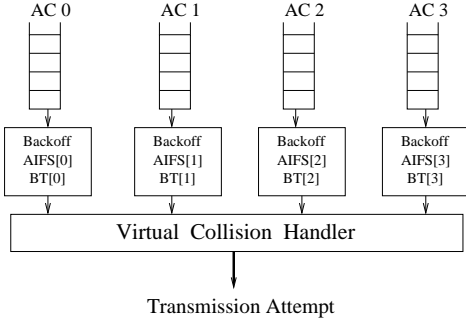 AC 0 AC 1 AC 2 AC 3
Backoff Backoff Backoff Backoff
AIFS[0] AIFS[1] AIFS[2] AIFS[3]
BT[0] BT[1] BT[2] BT[3]
Virtual Collision Handler
Transmission Attempt